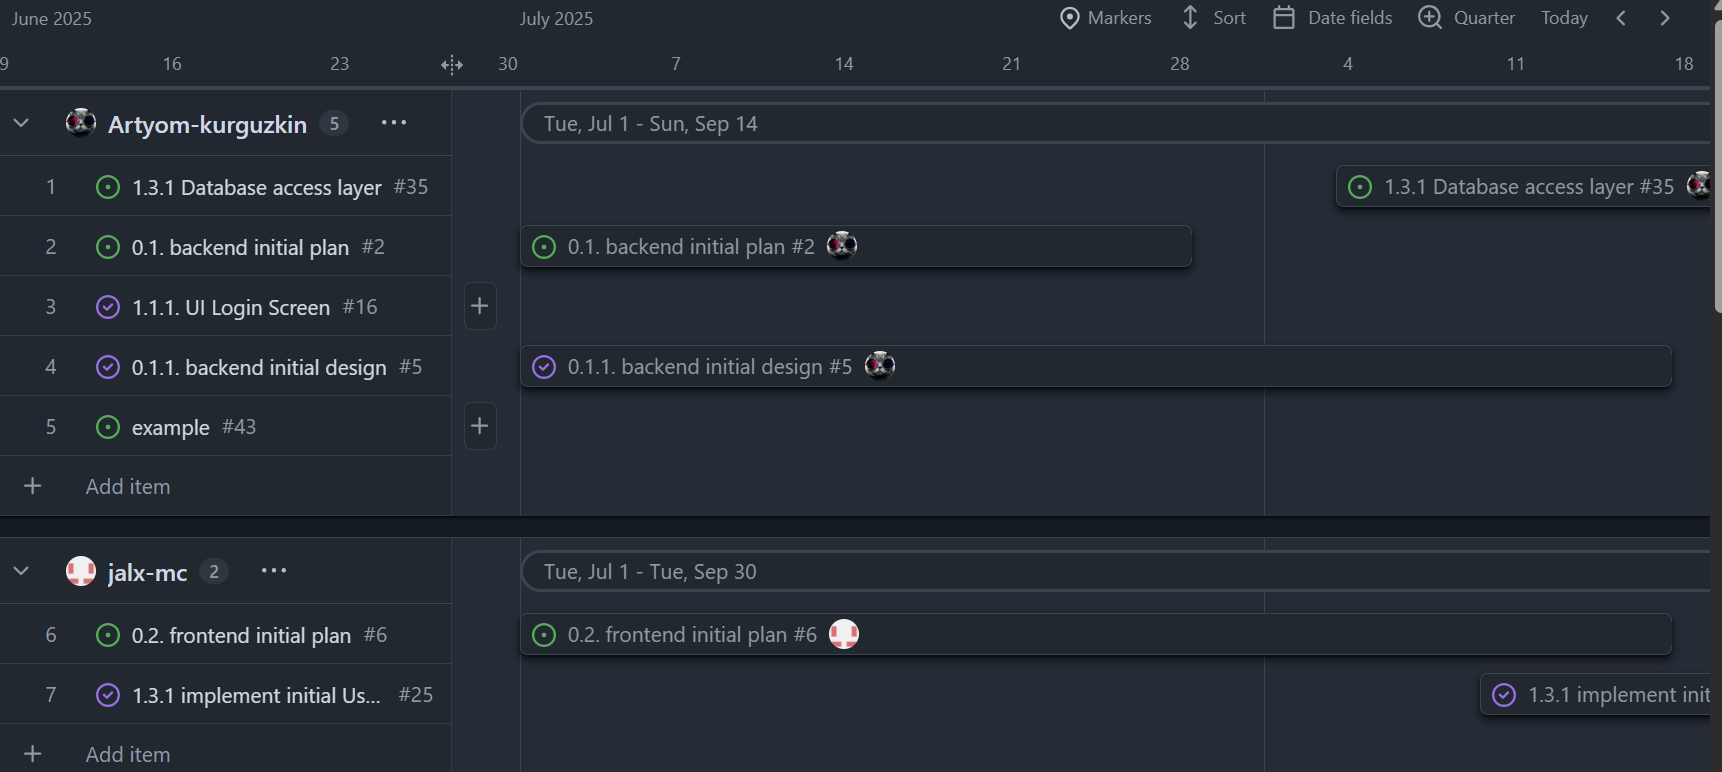 June 2025 July 2025 Markers Sort Date fields Quarter Today
9 16 23 30 7 14 21 28 4 11 18
Artyom-kurguzkin 5 ... Tue, Jul 1 - Sun, Sep 14
1 1.3.1 Database access layer #35 1.3.1 Database access layer #35
2 0.1. backend initial plan #2 0.1. backend initial plan #2
3 1.1.1. UI Login Screen #16 +
4 0.1.1. backend initial design #5 0.1.1. backend initial design #5
5 example #43 +
+ Add item
jalx-mc 2 ... Tue, Jul 1 - Tue, Sep 30
6 0.2. frontend initial plan #6 0.2. frontend initial plan #6
7 1.3.1 implement initial Us... #25 1.3.1 implement init
+ Add item